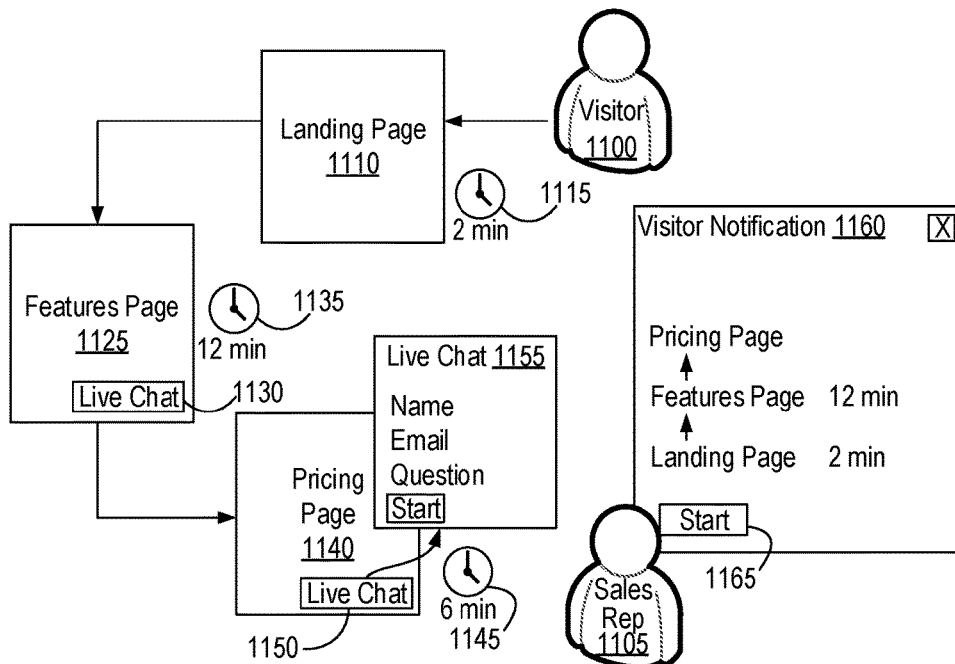 Landing Page
1110
Visitor
1100
1115
2 min
Visitor Notification 1160 X
Features Page
1125
1135
12 min
Live Chat
1130
Live Chat 1155
Name
Email
Question
Start
Pricing
Page
1140
Live Chat
1150
6 min
1145
Pricing Page
Features Page 12 min
Landing Page 2 min
Start
1165
Sales
Rep
1105